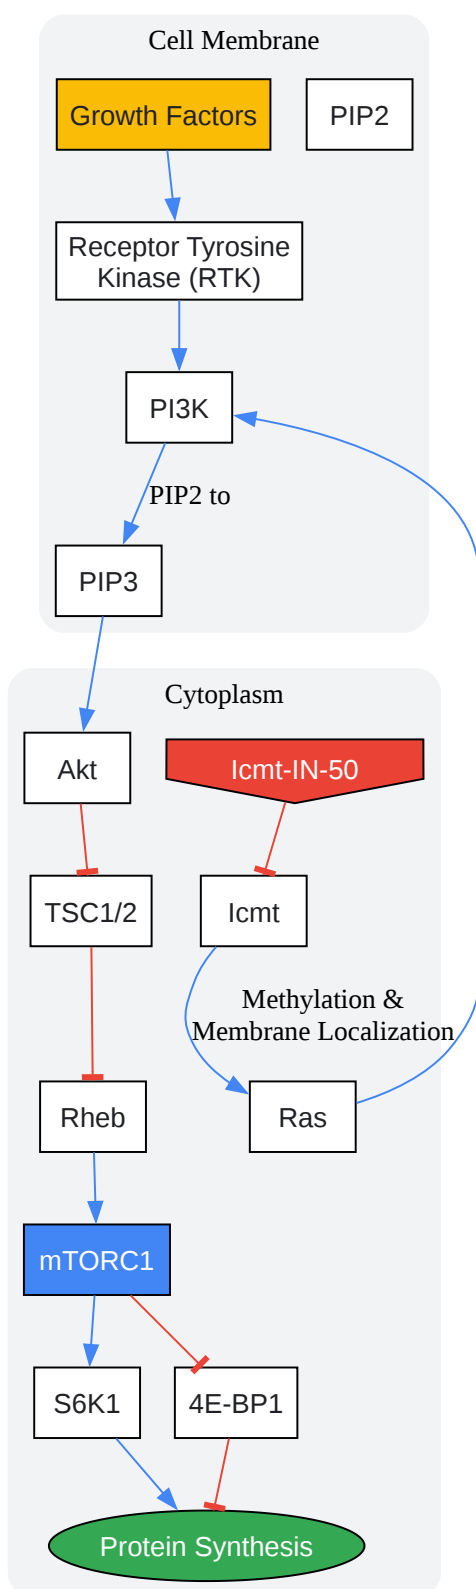 Cell Membrane
Growth Factors
PIP2
Receptor Tyrosine
Kinase (RTK)
PI3K
PIP2 to
PIP3
Cytoplasm
Akt
Icmt-IN-50
TSC1/2
Icmt
Methylation &
Membrane Localization
Rheb
Ras
mTORC1
S6K1
4E-BP1
Protein Synthesis